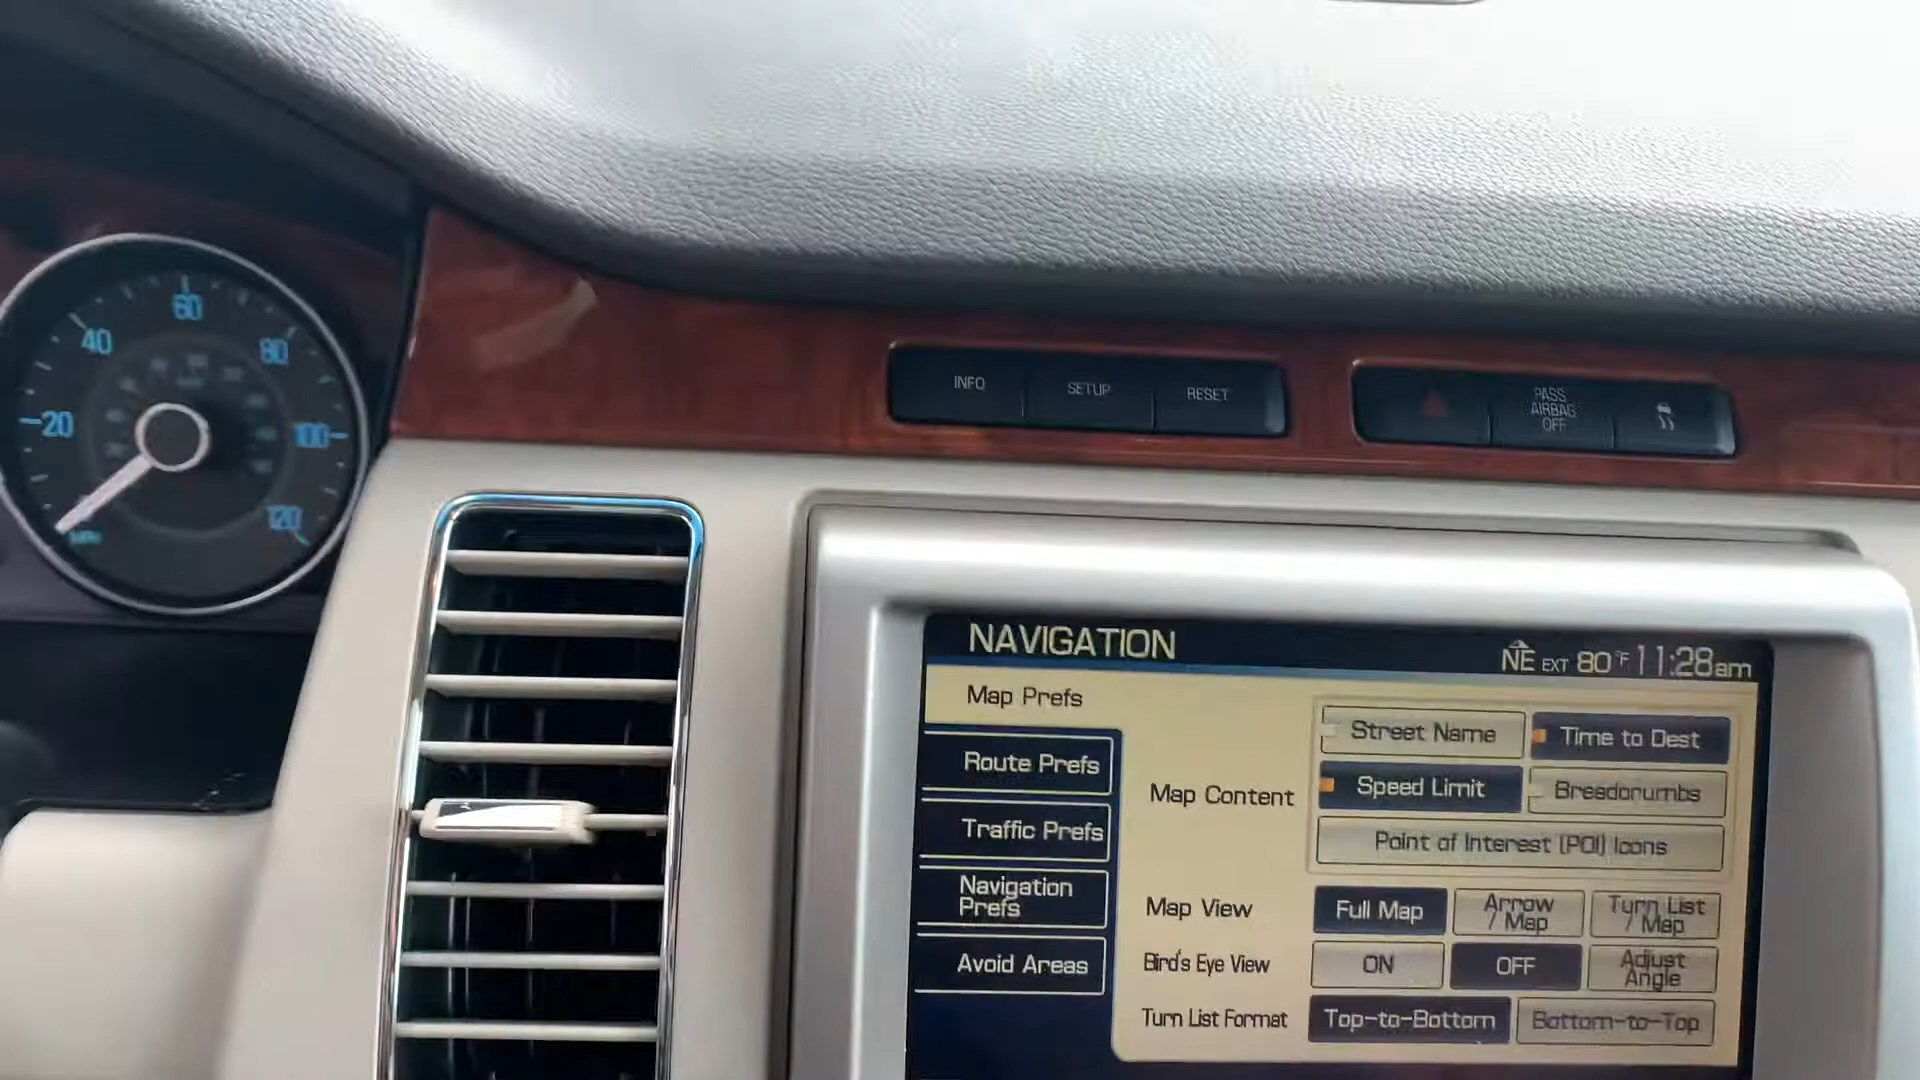 60
40
80
20
100
120
MPH
INFO
SETUP
RESET
PASS
AIRBAG
OFF
NAVIGATION
NE EXT 80°F 11:28am
Map Prefs
Route Prefs
Traffic Prefs
Navigation
Prefs
Avoid Areas
Map Content
Street Name
Time to Dest
Speed Limit
Breadcrumbs
Point of Interest (POI) Icons
Map View
Full Map
Arrow
/ Map
Turn List
/ Map
Bird's Eye View
ON
OFF
Adjust
Angle
Turn List Format
Top-to-Bottom
Bottom-to-Top